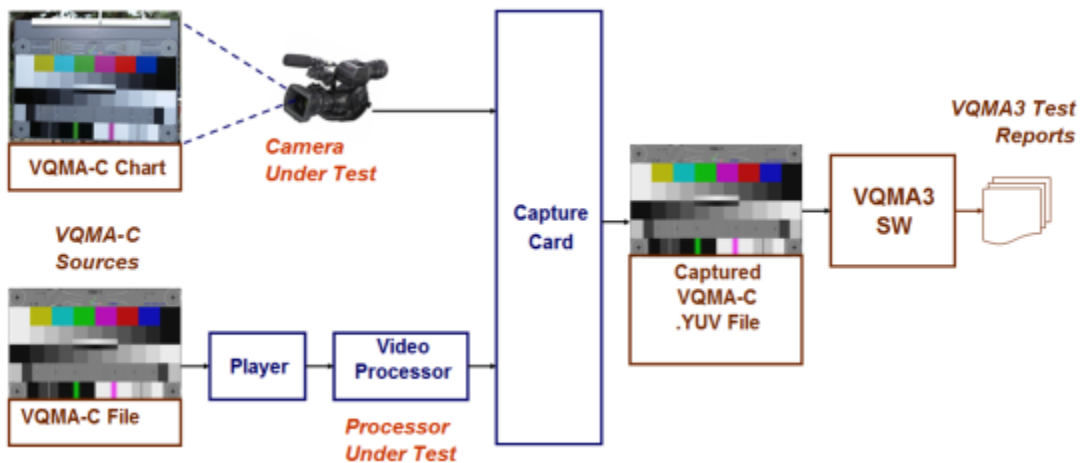 VQMA-C Chart
Camera
Under Test
VQMA-C
Sources
VQMA-C File
Player
Video
Processor
Processor
Under Test
Capture
Card
Captured
VQMA-C
.YUV File
VQMA3
SW
VQMA3 Test
Reports